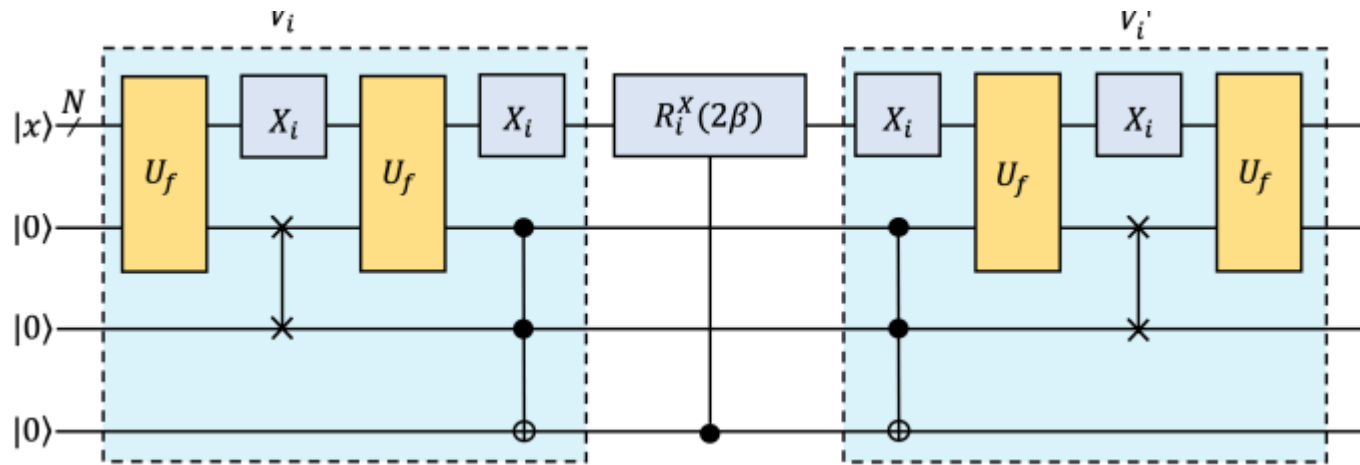 V_i V_i†
N
|x⟩ U_f X_i U_f X_i R_i^X(2β) X_i U_f X_i U_f
|0⟩
|0⟩
|0⟩